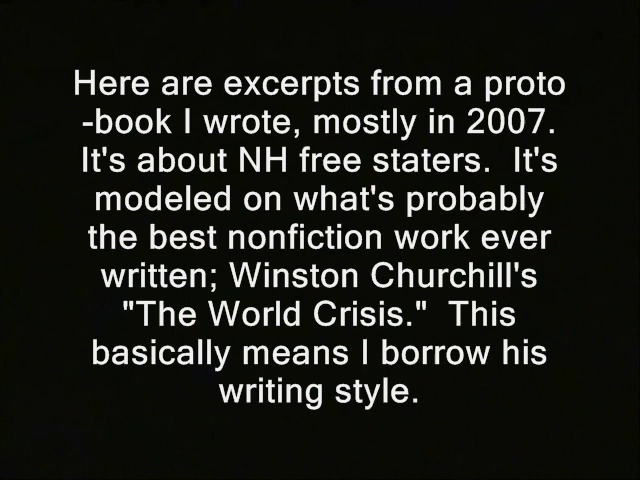 Here are excerpts from a proto
-book I wrote, mostly in 2007.
It's about NH free staters.  It's
modeled on what's probably
the best nonfiction work ever
written; Winston Churchill's
"The World Crisis."  This
basically means I borrow his
writing style.